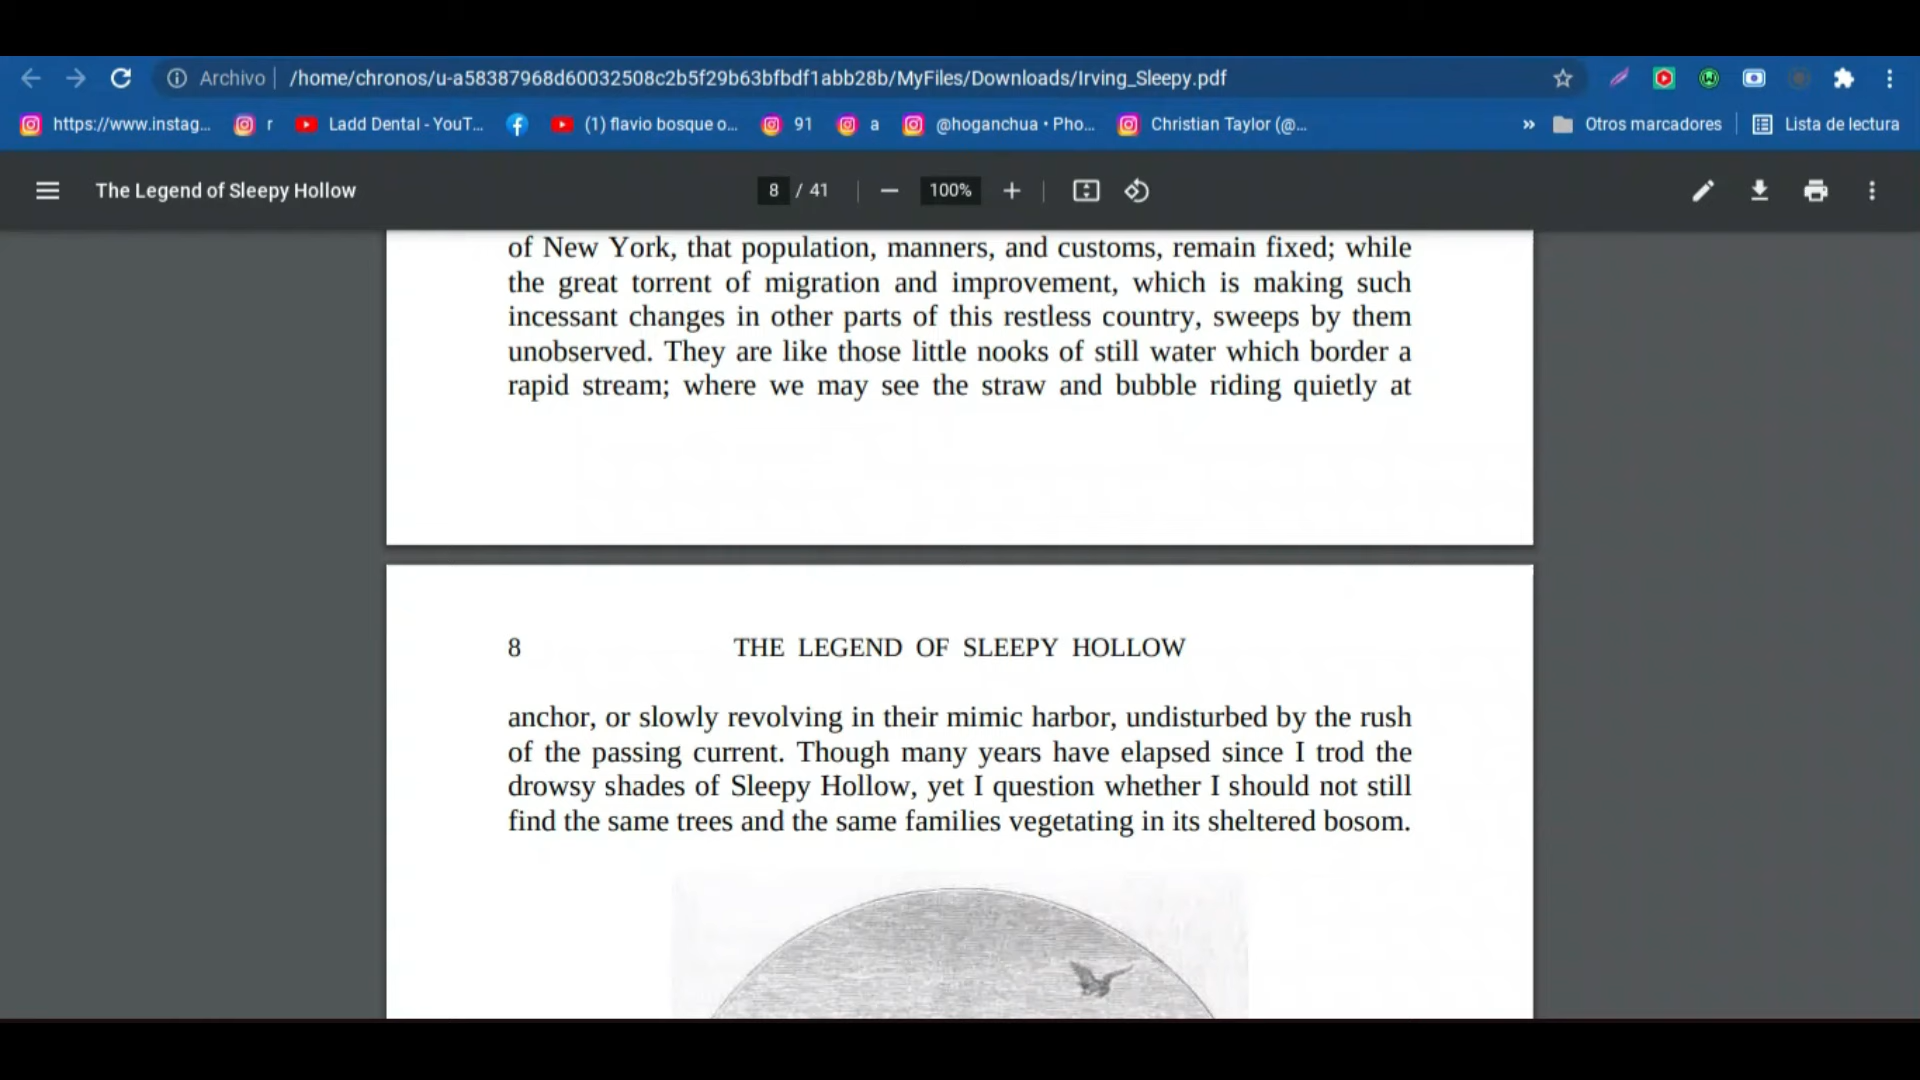 Archivo /home/chronos/u-a58387968d60032508c2b5f29b63bfbdf1abb28b/MyFiles/Downloads/Irving_Sleepy.pdf
https://www.instag... r Ladd Dental - YouT... (1) flavio bosque o... 91 a @hoganchua • Pho... Christian Taylor (@... » Otros marcadores Lista de lectura
The Legend of Sleepy Hollow 8 / 41 100%
of New York, that population, manners, and customs, remain fixed; while
the great torrent of migration and improvement, which is making such
incessant changes in other parts of this restless country, sweeps by them
unobserved. They are like those little nooks of still water which border a
rapid stream; where we may see the straw and bubble riding quietly at
8 THE LEGEND OF SLEEPY HOLLOW
anchor, or slowly revolving in their mimic harbor, undisturbed by the rush
of the passing current. Though many years have elapsed since I trod the
drowsy shades of Sleepy Hollow, yet I question whether I should not still
find the same trees and the same families vegetating in its sheltered bosom.